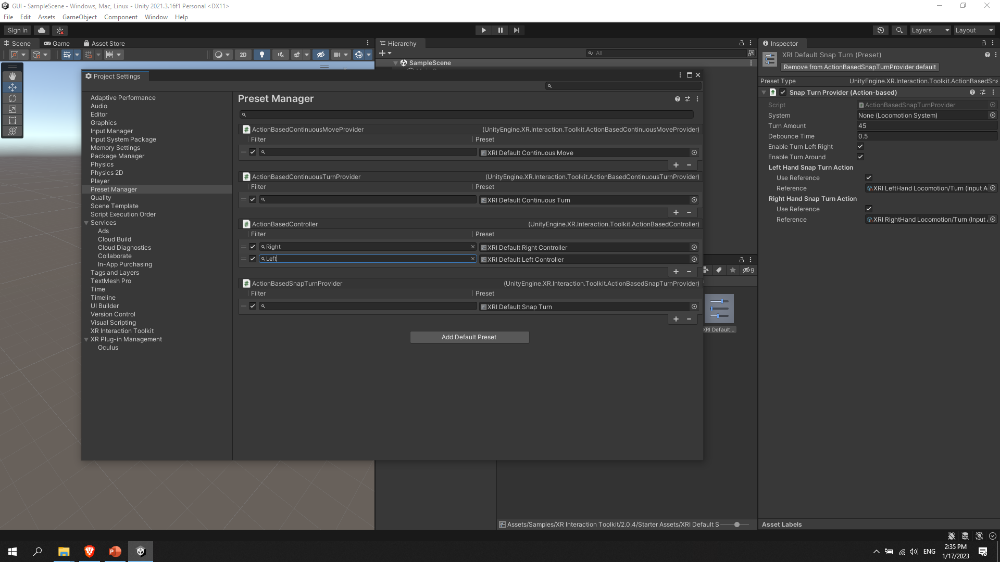 GUI - SampleScene - Windows, Mac, Linux - Unity 2021.3.16f1 Personal <DX11>
File Edit Assets GameObject Component Window Help
Sign in
Layers
Layout
Scene
Game
Asset Store
2D
Hierarchy
All
SampleScene
Project Settings
Adaptive Performance
Audio
Editor
Graphics
Input Manager
Input System Package
Memory Settings
Package Manager
Physics
Physics 2D
Player
Preset Manager
Quality
Scene Template
Script Execution Order
Services
Ads
Cloud Build
Cloud Diagnostics
Collaborate
In-App Purchasing
Tags and Layers
TextMesh Pro
Time
Timeline
UI Builder
Version Control
Visual Scripting
XR Interaction Toolkit
XR Plug-in Management
Oculus
Preset Manager
ActionBasedContinuousMoveProvider (UnityEngine.XR.Interaction.Toolkit.ActionBasedContinuousMoveProvider)
Filter Preset
XRI Default Continuous Move
ActionBasedContinuousTurnProvider (UnityEngine.XR.Interaction.Toolkit.ActionBasedContinuousTurnProvider)
Filter Preset
XRI Default Continuous Turn
ActionBasedController (UnityEngine.XR.Interaction.Toolkit.ActionBasedController)
Filter Preset
Right XRI Default Right Controller
Left XRI Default Left Controller
ActionBasedSnapTurnProvider (UnityEngine.XR.Interaction.Toolkit.ActionBasedSnapTurnProvider)
Filter Preset
XRI Default Snap Turn
Add Default Preset
9
XRI Default...
Assets/Samples/XR Interaction Toolkit/2.0.4/Starter Assets/XRI Default S
Inspector
XRI Default Snap Turn (Preset)
Remove from ActionBasedSnapTurnProvider default
Preset Type UnityEngine.XR.Interaction.Toolkit.ActionBasedSna
Snap Turn Provider (Action-based)
Script ActionBasedSnapTurnProvider
System None (Locomotion System)
Turn Amount 45
Debounce Time 0.5
Enable Turn Left Right
Enable Turn Around
Left Hand Snap Turn Action
Use Reference
Reference XRI LeftHand Locomotion/Turn (Input A
Right Hand Snap Turn Action
Use Reference
Reference XRI RightHand Locomotion/Turn (Input
Asset Labels
ENG
2:35 PM
1/17/2023